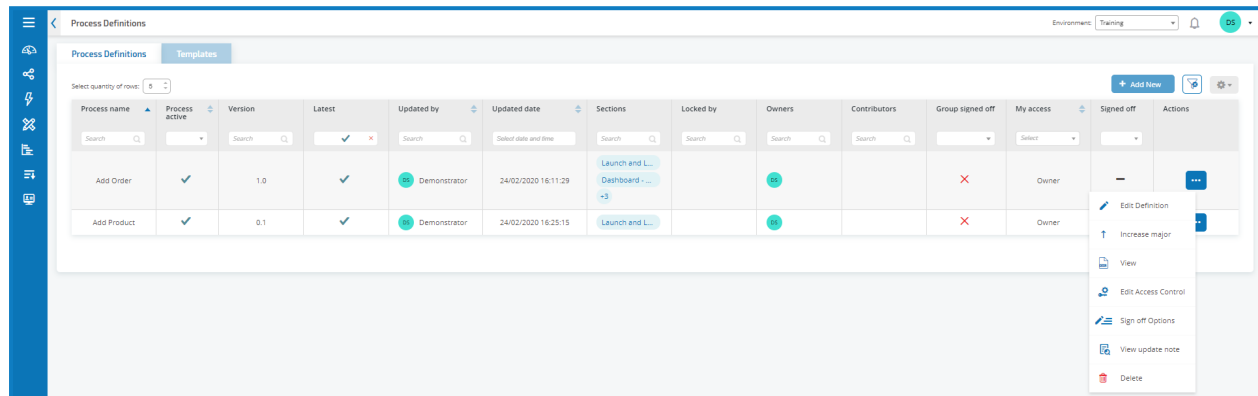 Process Definitions
Environment: Training
DS
Process Definitions
Templates
Select quantity of rows: 5
+ Add New
Process name
Process active
Version
Latest
Updated by
Updated date
Sections
Locked by
Owners
Contributors
Group signed off
My access
Signed off
Actions
Search
Search
Search
Select date and time
Search
Search
Search
Search
Select
Add Order
1.0
DS Demonstrator
24/02/2020 16:11:29
Launch and L...
Dashboard - ...
+3
DS
Owner
Add Product
0.1
DS Demonstrator
24/02/2020 16:25:15
Launch and L...
DS
Owner
Edit Definition
Increase major
View
Edit Access Control
Sign off Options
View update note
Delete